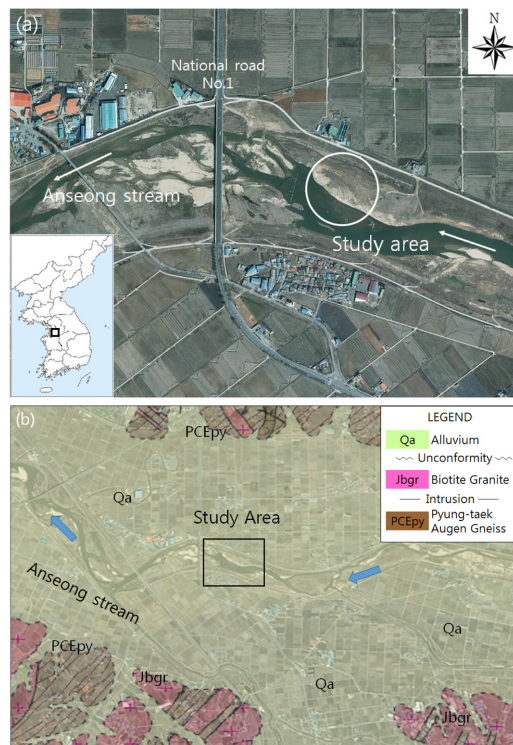 (a)
N
National road
No.1
Anseong stream
Study area
(b)
PCEpy
LEGEND
Qa Alluvium
Unconformity
Jbgr Biotite Granite
Intrusion
PCEpy Pyung-taek
Augen Gneiss
Qa
Study Area
Anseong stream
Qa
PCEpy
Jbgr
Qa
Jbgr